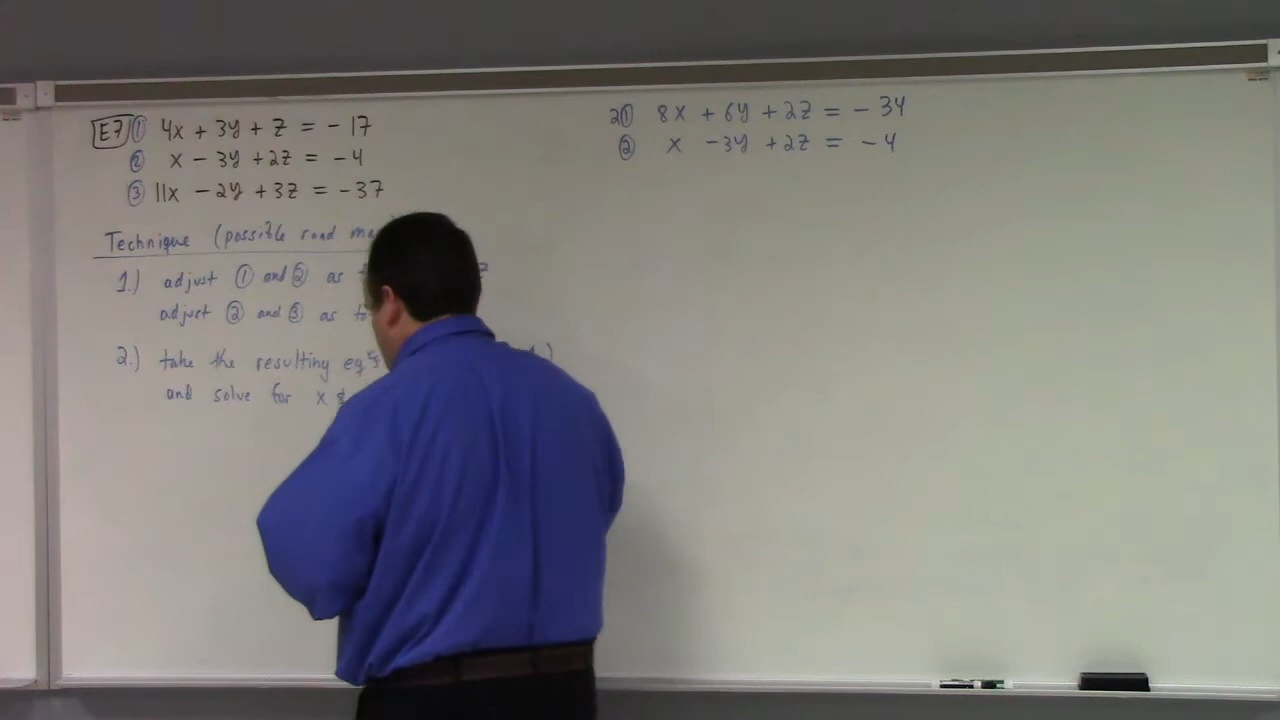 E7 ① 4x + 3y + z = -17
② x - 3y + 2z = -4
③ 11x - 2y + 3z = -37
Technique (possible road
1.) adjust ① and ② as z
adjust ② and ③ as to
2.) take the resulting eqⁿs
and solve for x &
2① 8x + 6y + 2z = -34
② x - 3y + 2z = -4